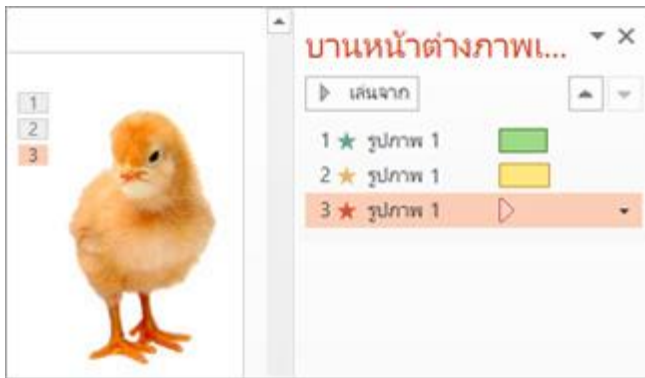 บานหน้าต่างภาพเ...
เล่นจาก
1
2
3
1 รูปภาพ 1
2 รูปภาพ 1
3 รูปภาพ 1